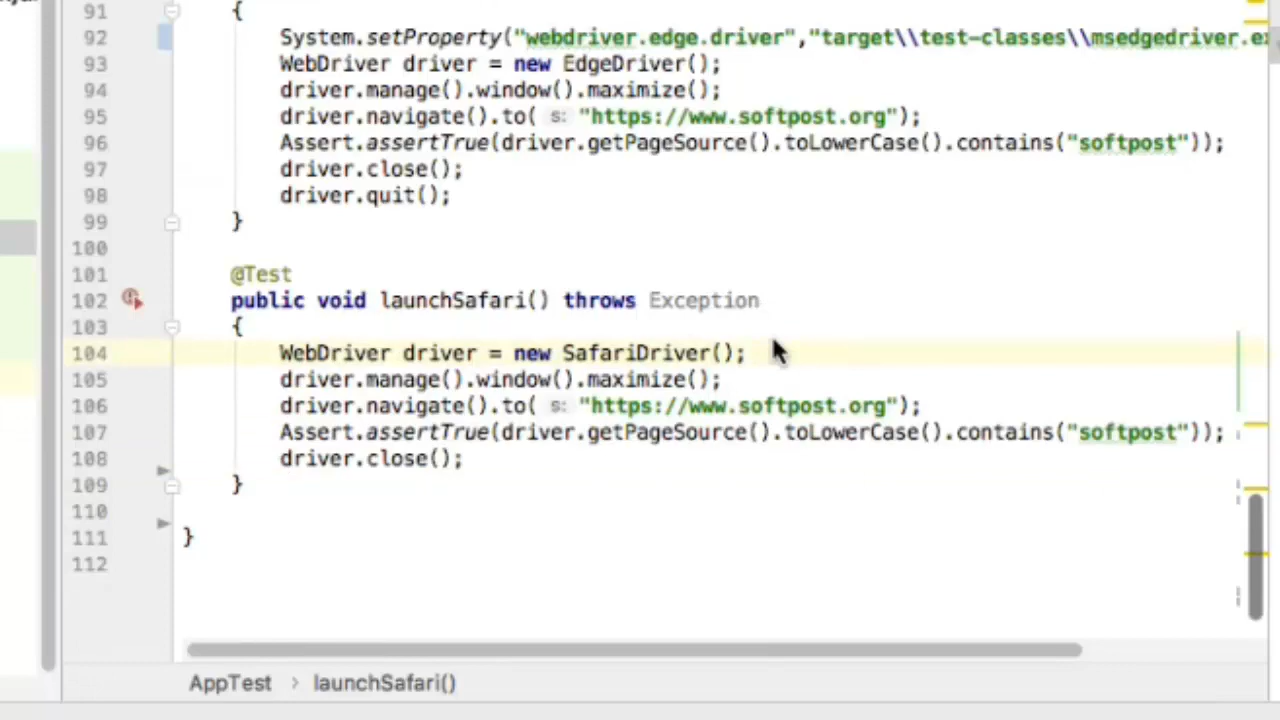 91 {
92 System.setProperty("webdriver.edge.driver","target\\test-classes\\msedgedriver.ex
93 WebDriver driver = new EdgeDriver();
94 driver.manage().window().maximize();
95 driver.navigate().to( s: "https://www.softpost.org");
96 Assert.assertTrue(driver.getPageSource().toLowerCase().contains("softpost"));
97 driver.close();
98 driver.quit();
99 }
100
101 @Test
102 public void launchSafari() throws Exception
103 {
104 WebDriver driver = new SafariDriver();
105 driver.manage().window().maximize();
106 driver.navigate().to( s: "https://www.softpost.org");
107 Assert.assertTrue(driver.getPageSource().toLowerCase().contains("softpost"));
108 driver.close();
109 }
110
111 }
112
AppTest › launchSafari()